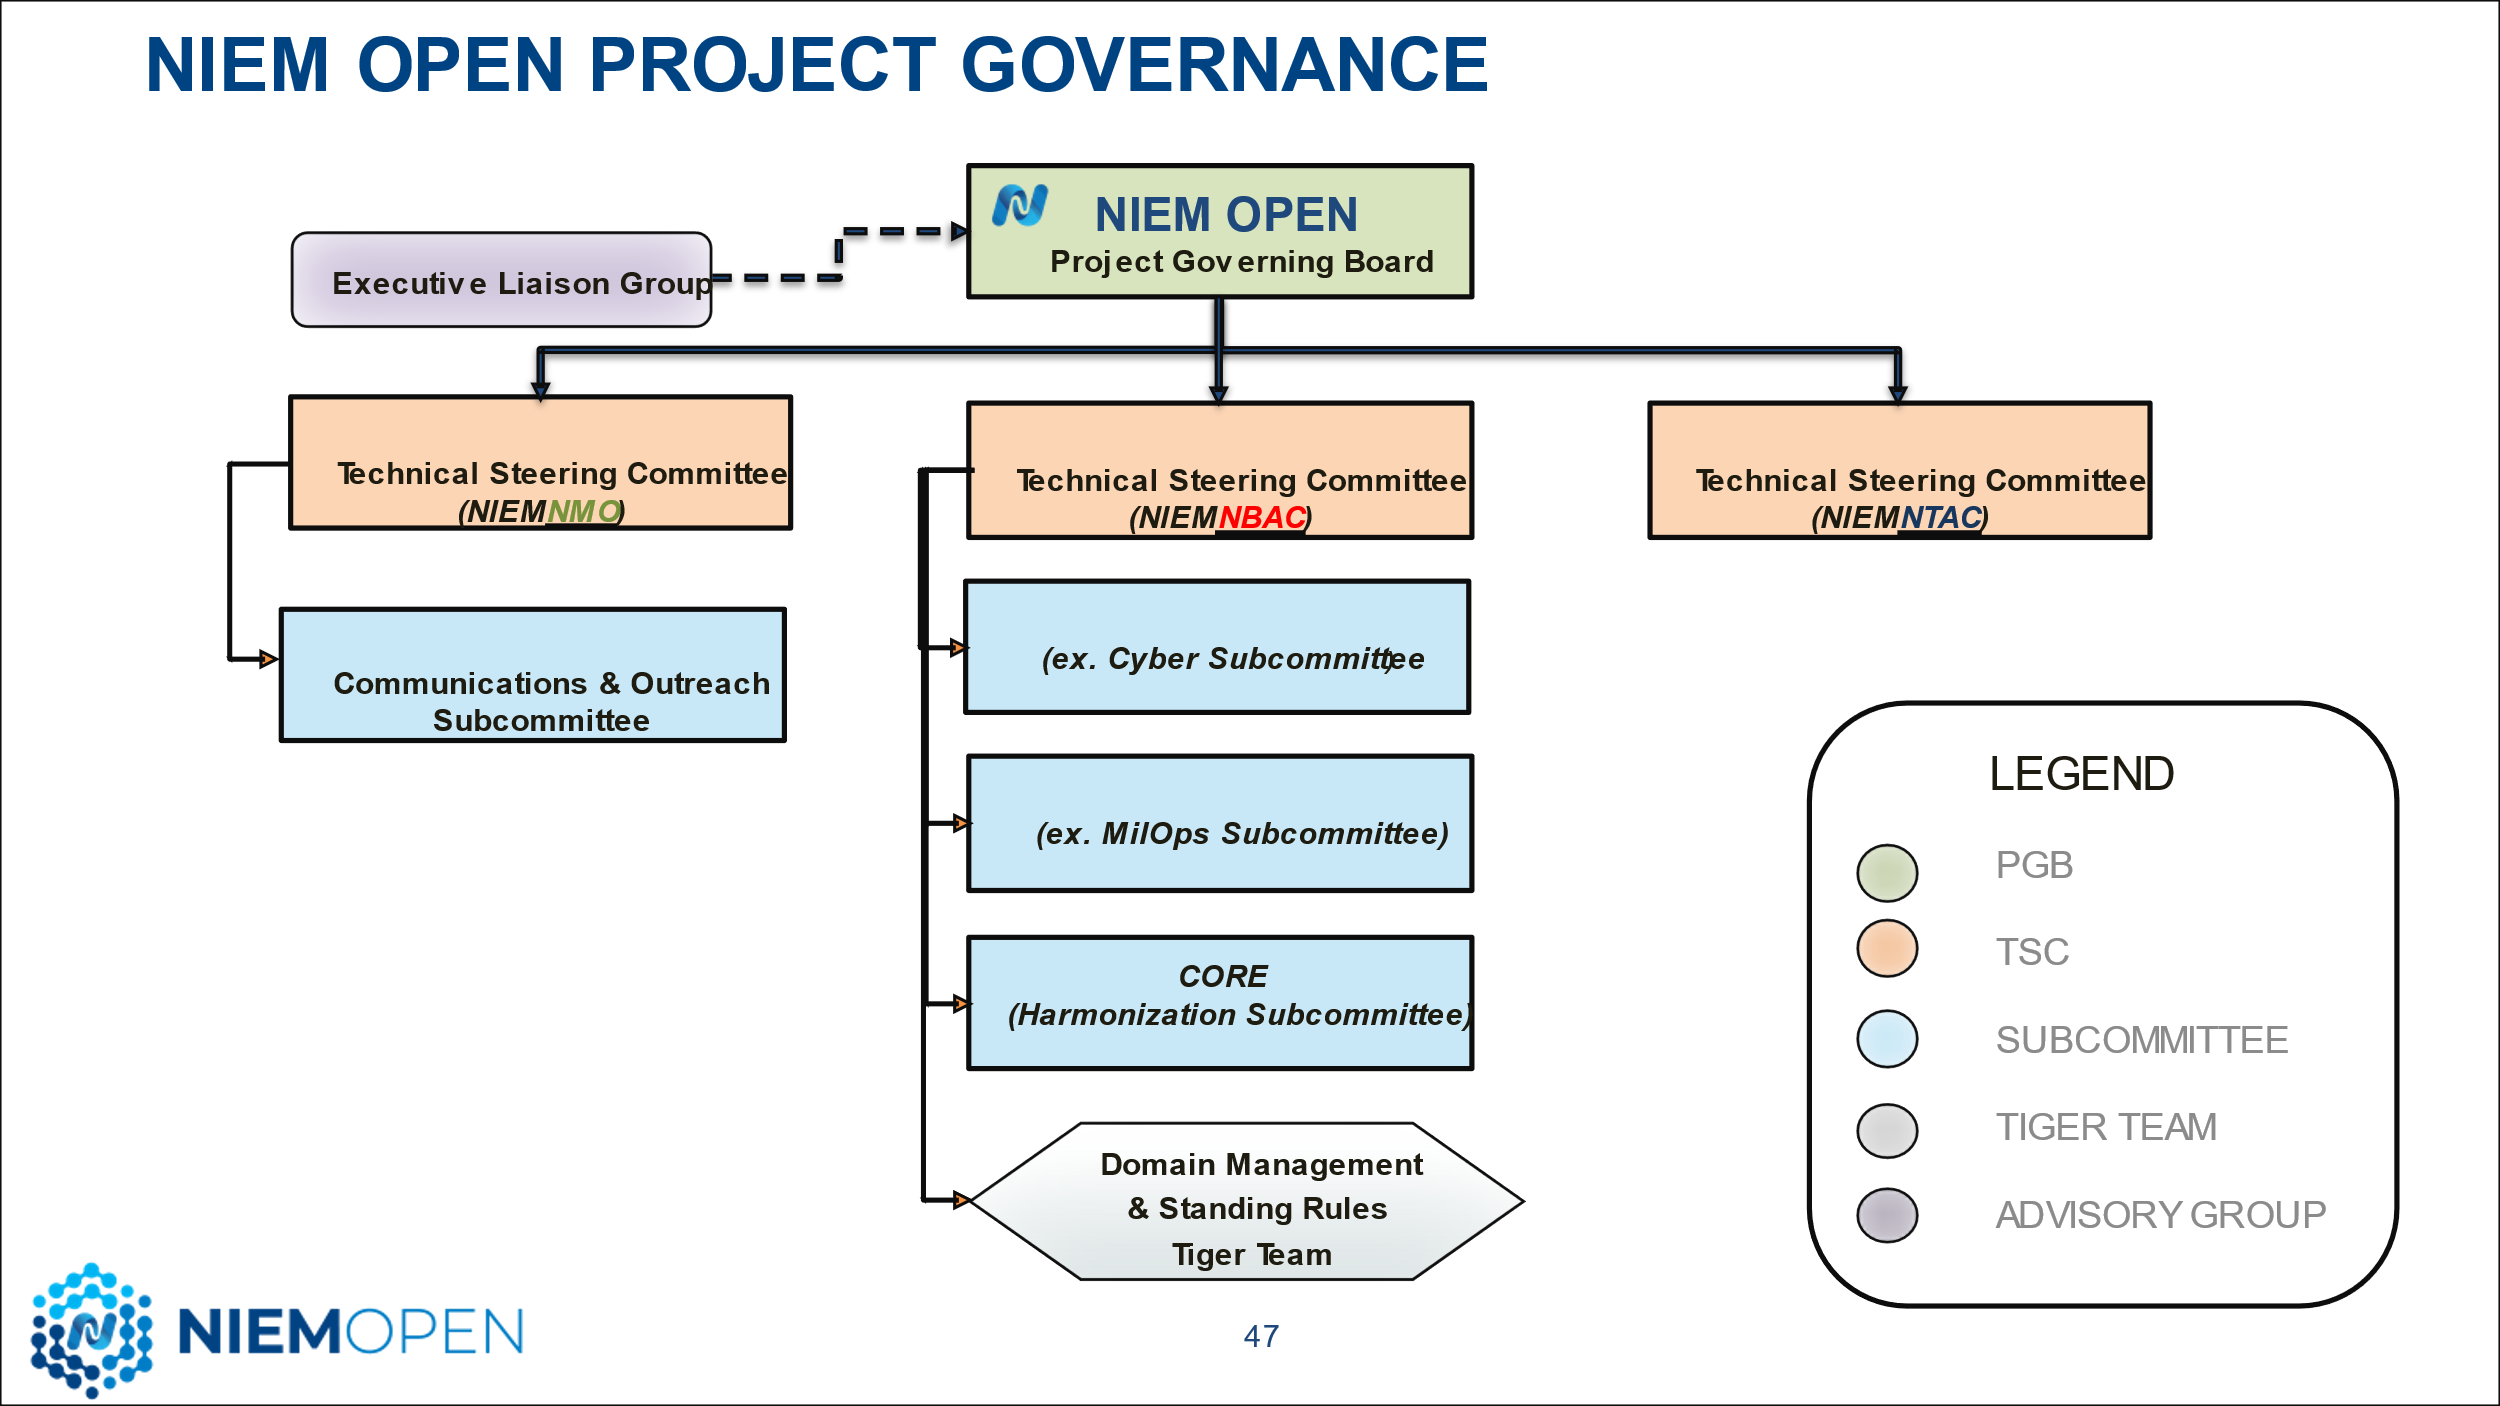 NIEM OPEN PROJECT GOVERNANCE
NIEM OPEN
Project Governing Board
Executive Liaison Group
Technical Steering Committee
(NIEMNMO)
Technical Steering Committee
(NIEMNBAC)
Technical Steering Committee
(NIEMNTAC)
Communications & Outreach
Subcommittee
(ex. Cyber Subcommittee)
(ex. MilOps Subcommittee)
CORE
(Harmonization Subcommittee)
Domain Management
& Standing Rules
Tiger Team
LEGEND
PGB
TSC
SUBCOMMITTEE
TIGER TEAM
ADVISORY GROUP
NIEMOPEN
47